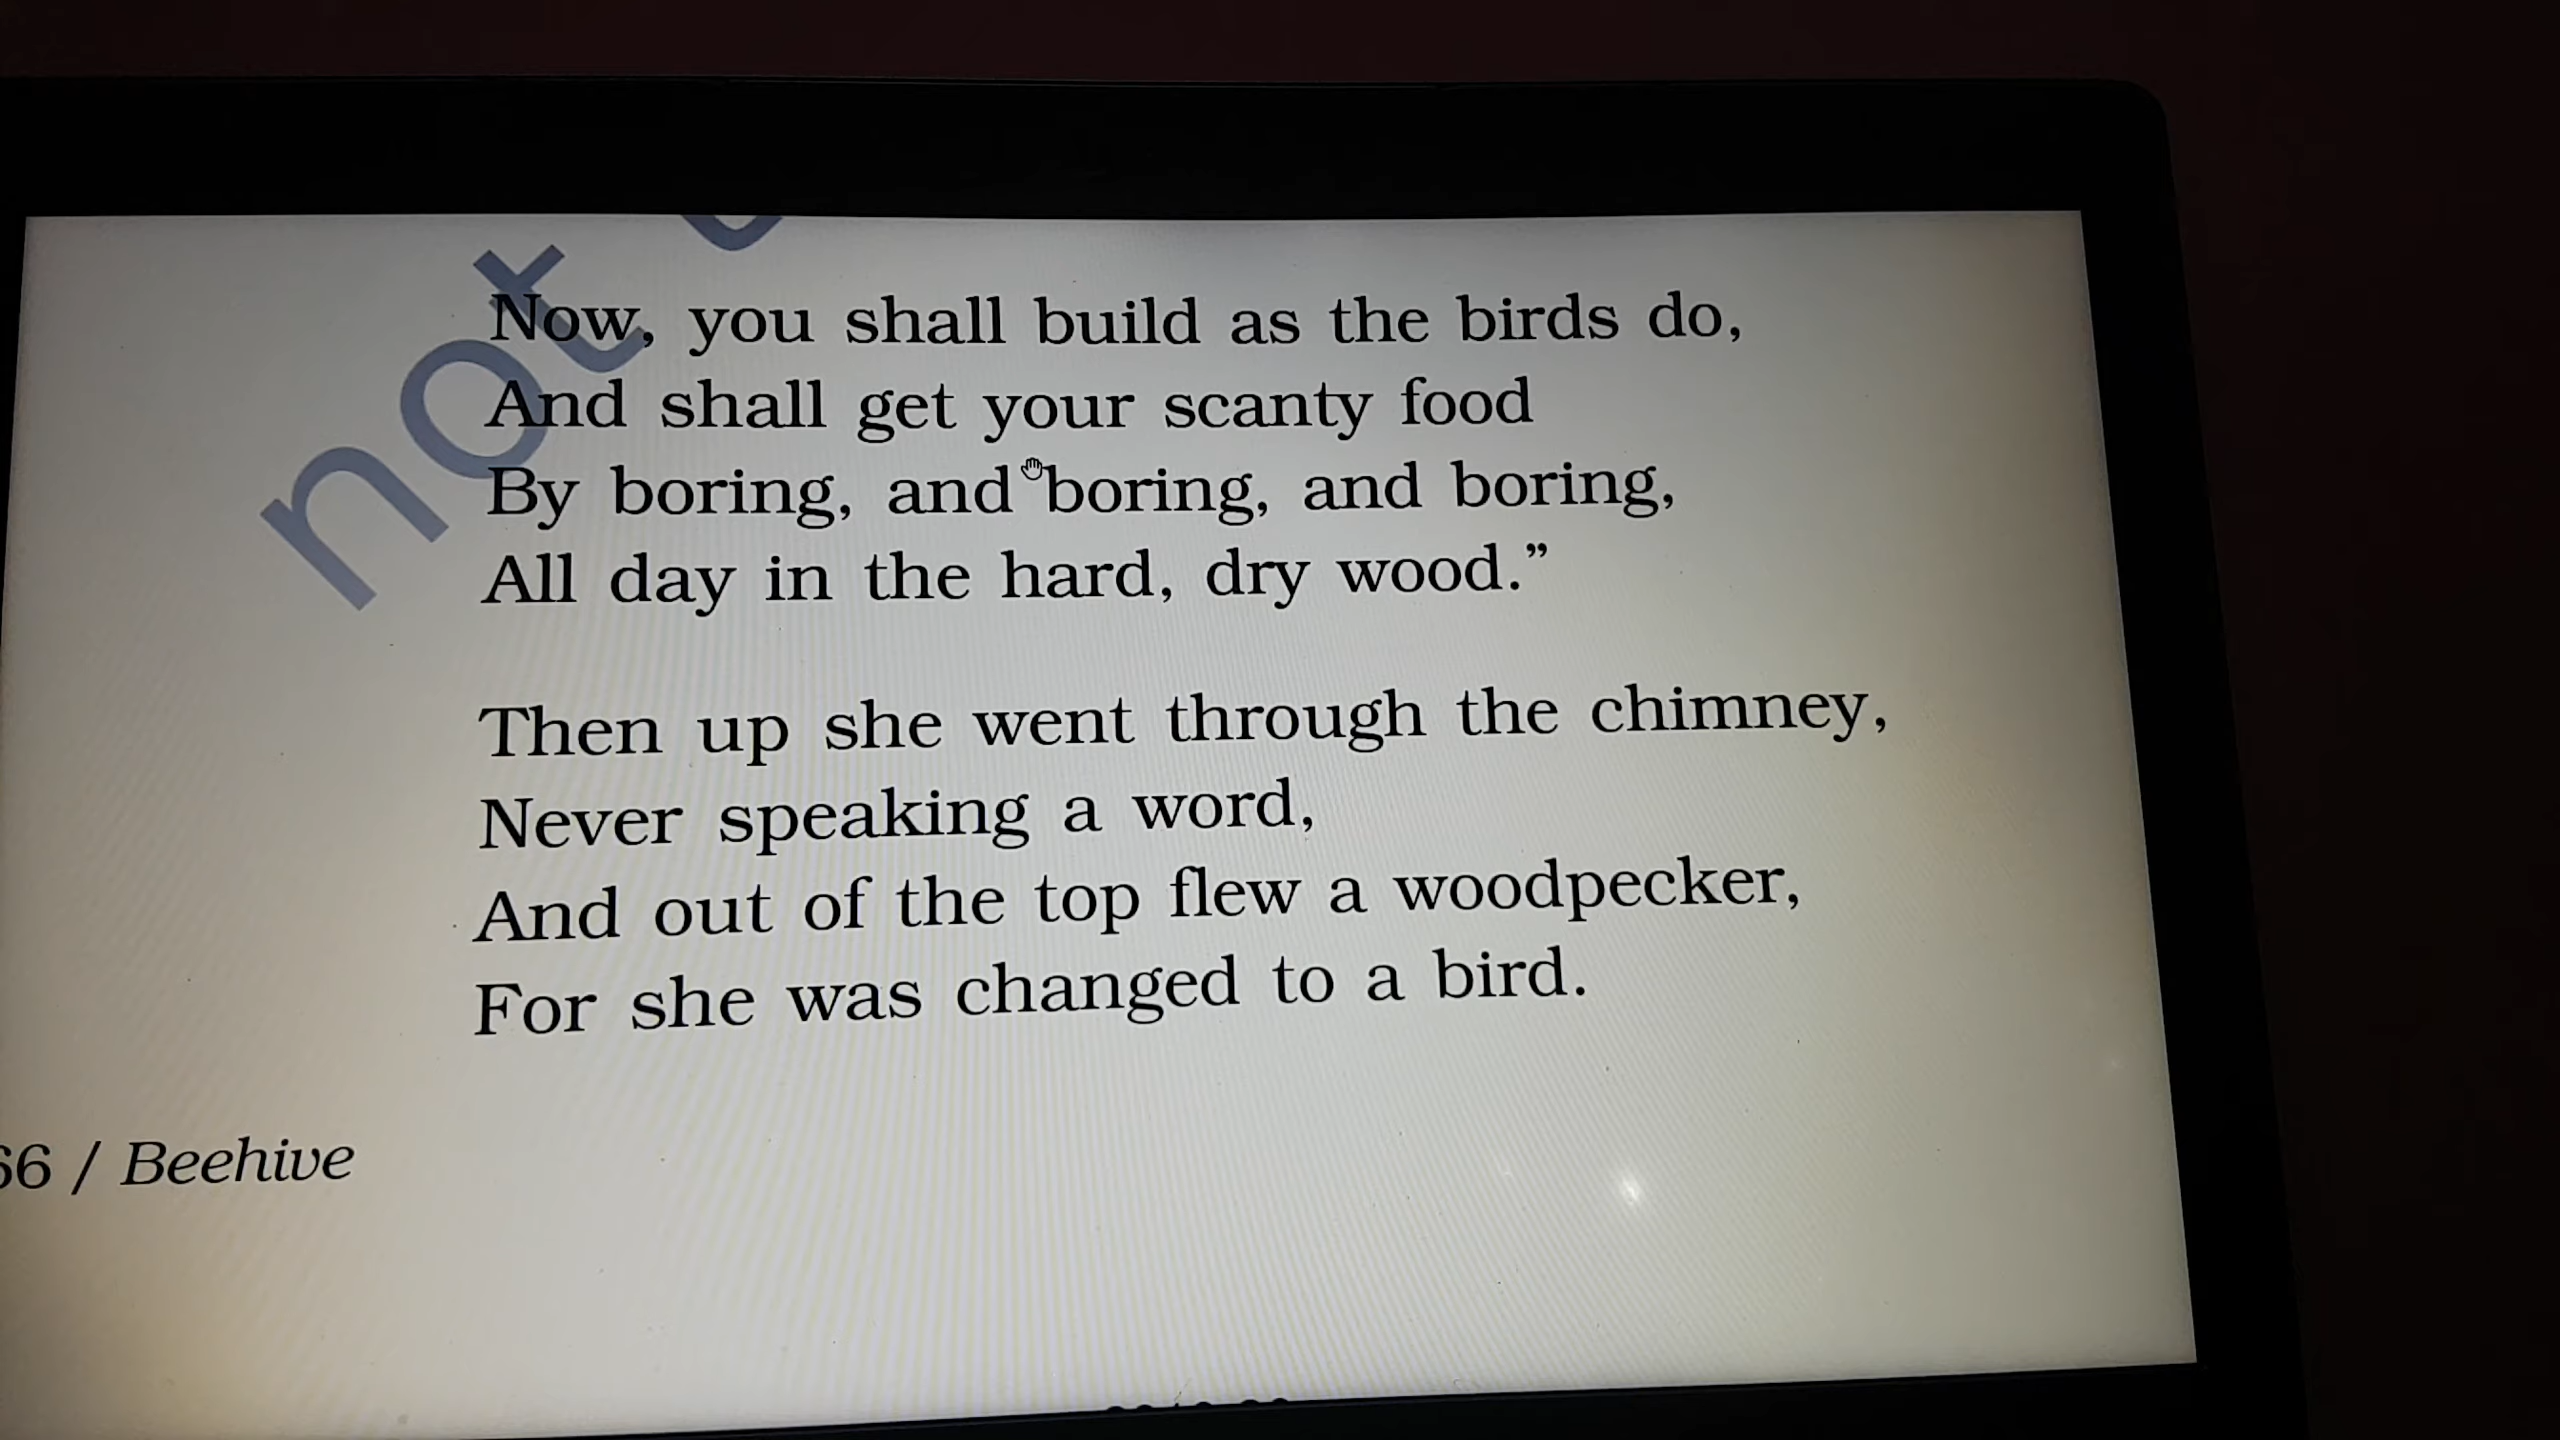 not
Now, you shall build as the birds do,
And shall get your scanty food
By boring, and boring, and boring,
All day in the hard, dry wood.”
Then up she went through the chimney,
Never speaking a word,
And out of the top flew a woodpecker,
For she was changed to a bird.
66 / Beehive